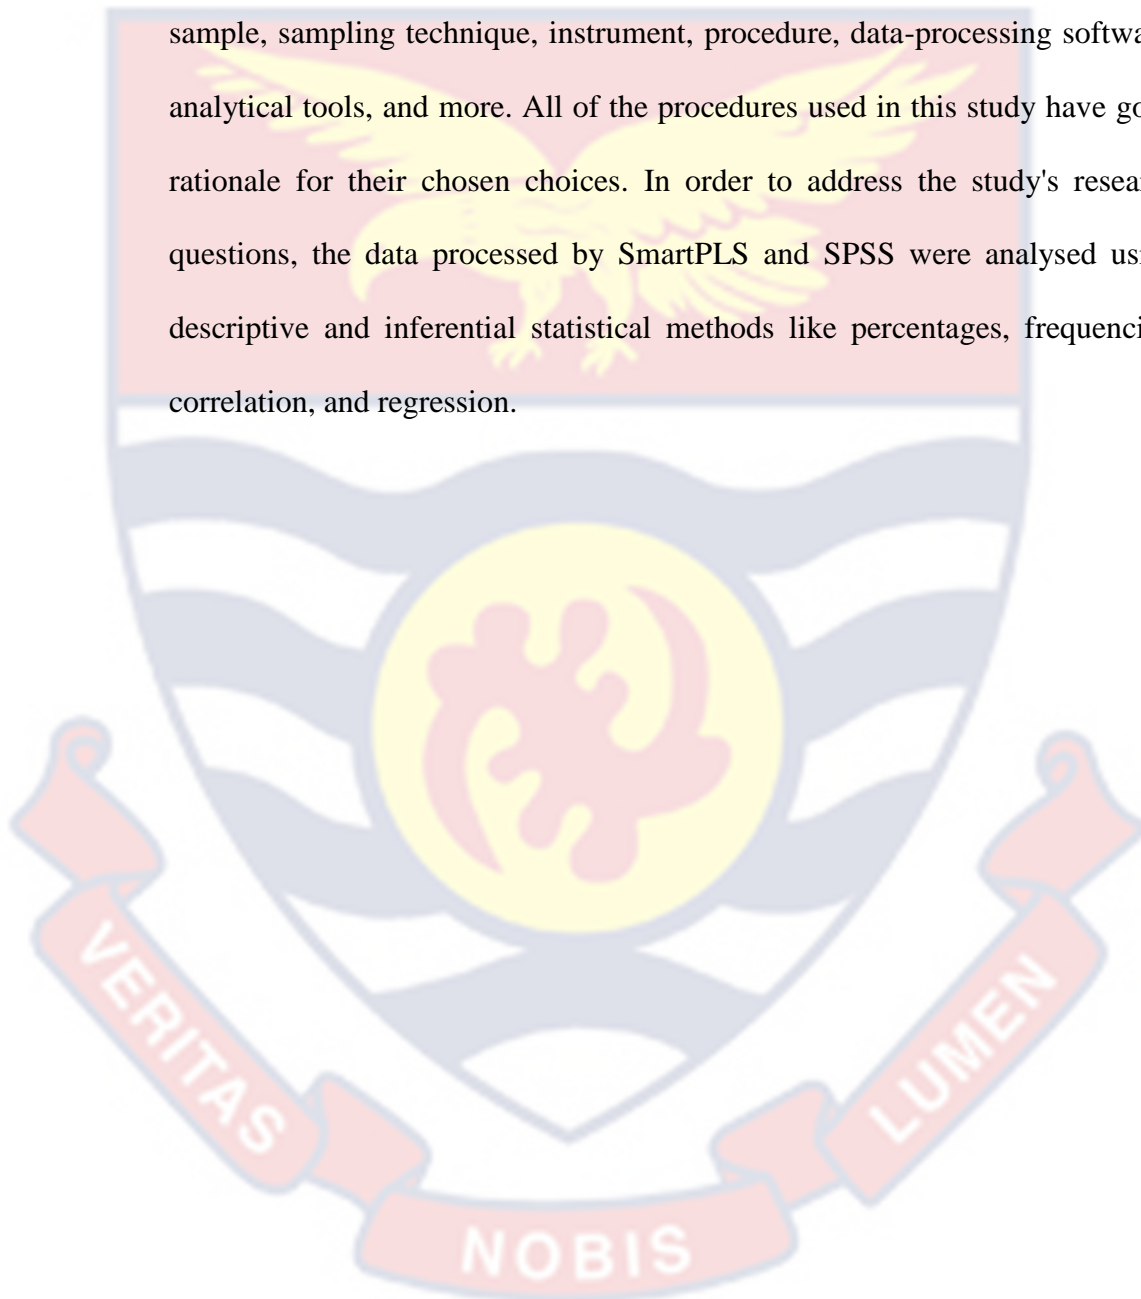 sample, sampling technique, instrument, procedure, data-processing softwa
analytical tools, and more. All of the procedures used in this study have go
rationale for their chosen choices. In order to address the study's resear
questions, the data processed by SmartPLS and SPSS were analysed usi
descriptive and inferential statistical methods like percentages, frequenci
correlation, and regression.
VERITAS
NOBIS
LUMEN